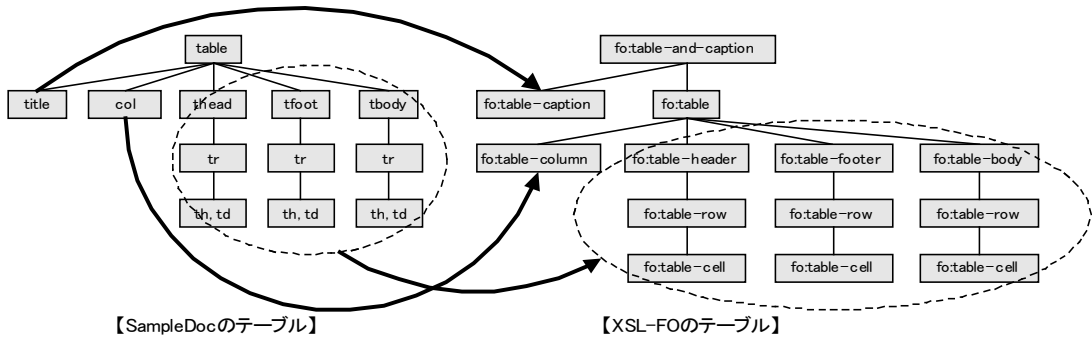 table
fo:table-and-caption
title
col
thead
tfoot
tbody
fo:table-caption
fo:table
tr
tr
tr
fo:table-column
fo:table-header
fo:table-footer
fo:table-body
th, td
th, td
th, td
fo:table-row
fo:table-row
fo:table-row
fo:table-cell
fo:table-cell
fo:table-cell
【SampleDocのテーブル】
【XSL-FOのテーブル】